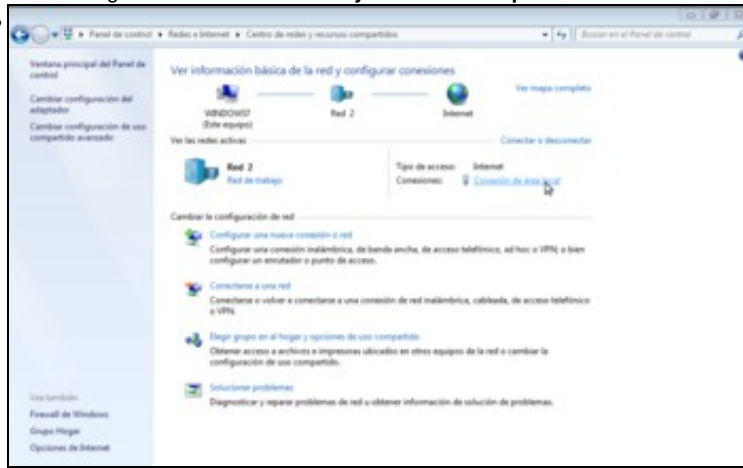 Panel de control ▸ Redes e Internet ▸ Centro de redes y recursos compartidos
Buscar en el Panel de control
Ventana principal del Panel de
control
Cambiar configuración del
adaptador
Cambiar configuración de uso
compartido avanzado
Ver información básica de la red y configurar conexiones
Ver mapa completo
WINDOWS7
(Este equipo)
Red 2
Internet
Ver las redes activas
Conectar o desconectar
Red 2
Red de trabajo
Tipo de acceso: Internet
Conexiones: Conexión de área local
Cambiar la configuración de red
Configurar una nueva conexión o red
Configurar una conexión inalámbrica, de banda ancha, de acceso telefónico, ad hoc o VPN; o bien
configurar un enrutador o punto de acceso.
Conectarse a una red
Conectarse o volver a conectarse a una conexión de red inalámbrica, cableada, de acceso telefónico
o VPN.
Elegir grupo en el hogar y opciones de uso compartido
Obtener acceso a archivos e impresoras ubicados en otros equipos de la red o cambiar la
configuración de uso compartido.
Solucionar problemas
Diagnosticar y reparar problemas de red u obtener información de solución de problemas.
Vea también
Firewall de Windows
Grupo Hogar
Opciones de Internet